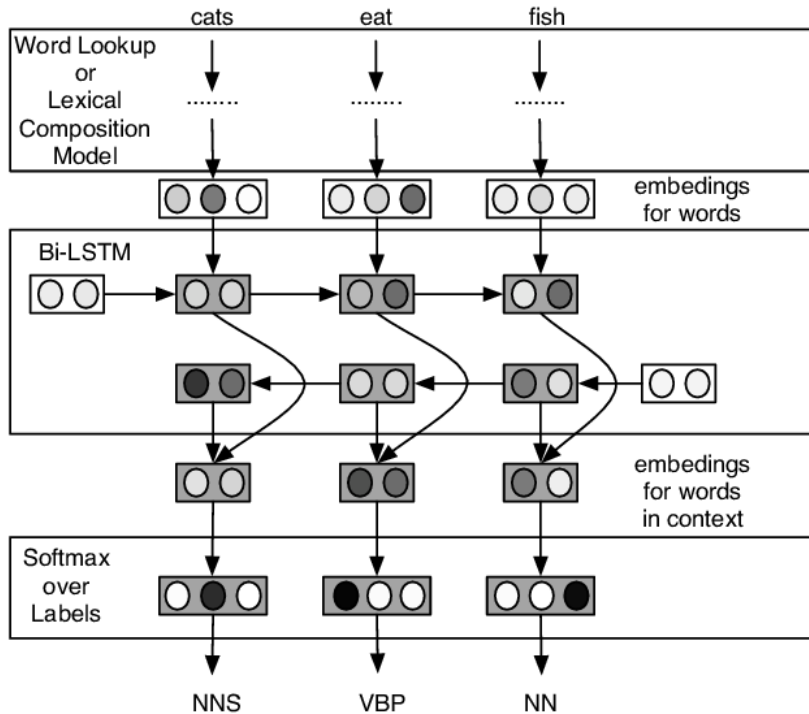 cats eat fish
Word Lookup
or
Lexical
Composition
Model
........ ........ ........
embedings
for words
Bi-LSTM
embedings
for words
in context
Softmax
over
Labels
NNS VBP NN